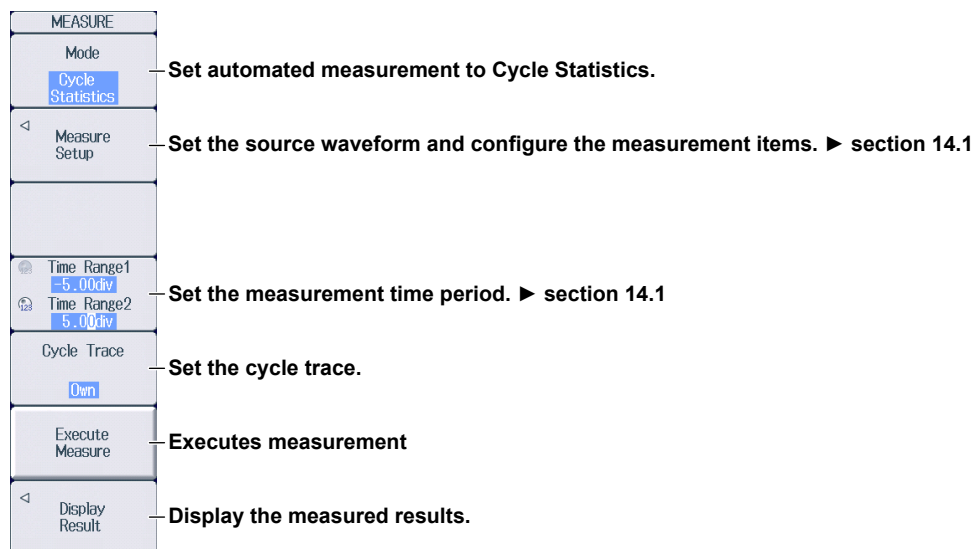 MEASURE
Mode
Cycle
Statistics
Set automated measurement to Cycle Statistics.
Measure
Setup
Set the source waveform and configure the measurement items. ► section 14.1
Time Range1
-5.00div
Time Range2
5.00div
Set the measurement time period. ► section 14.1
Cycle Trace
Own
Set the cycle trace.
Execute
Measure
Executes measurement
Display
Result
Display the measured results.